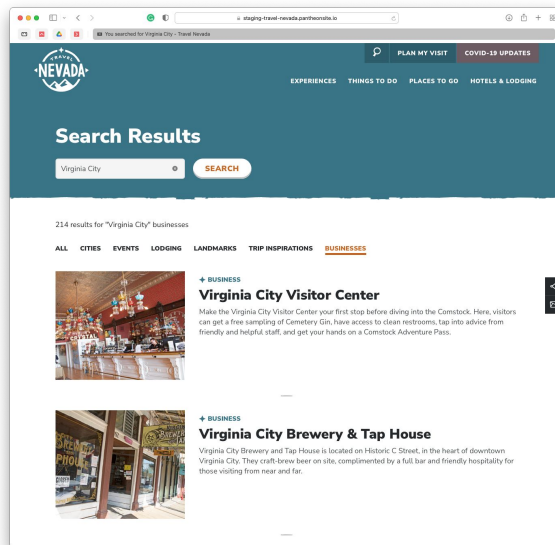 staging-travel-nevada.pantheonsite.io
You searched for Virginia City - Travel Nevada
PLAN MY VISIT
COVID-19 UPDATES
TRAVEL
NEVADA
EXPERIENCES
THINGS TO DO
PLACES TO GO
HOTELS & LODGING
Search Results
Virginia City
SEARCH
214 results for "Virginia City" businesses
ALL
CITIES
EVENTS
LODGING
LANDMARKS
TRIP INSPIRATIONS
BUSINESSES
CRYSTAL
BUSINESS
Virginia City Visitor Center
Make the Virginia City Visitor Center your first stop before diving into the Comstock. Here, visitors
can get a free sampling of Cemetery Gin, have access to clean restrooms, tap into advice from
friendly and helpful staff, and get your hands on a Comstock Adventure Pass.
BUSINESS
Virginia City Brewery & Tap House
Virginia City Brewery and Tap House is located on Historic C Street, in the heart of downtown
Virginia City. They craft-brew beer on site, complimented by a full bar and friendly hospitality for
those visiting from near and far.